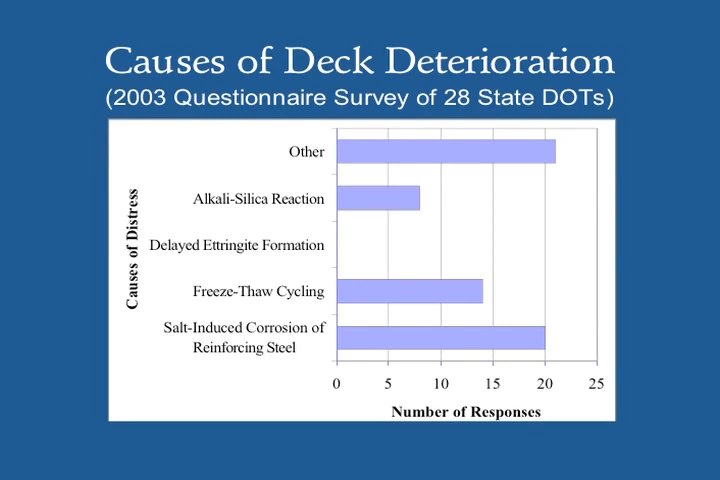 Causes of Deck Deterioration
(2003 Questionnaire Survey of 28 State DOTs)
Causes of Distress
Other
Alkali-Silica Reaction
Delayed Ettringite Formation
Freeze-Thaw Cycling
Salt-Induced Corrosion of
Reinforcing Steel
0 5 10 15 20 25
Number of Responses